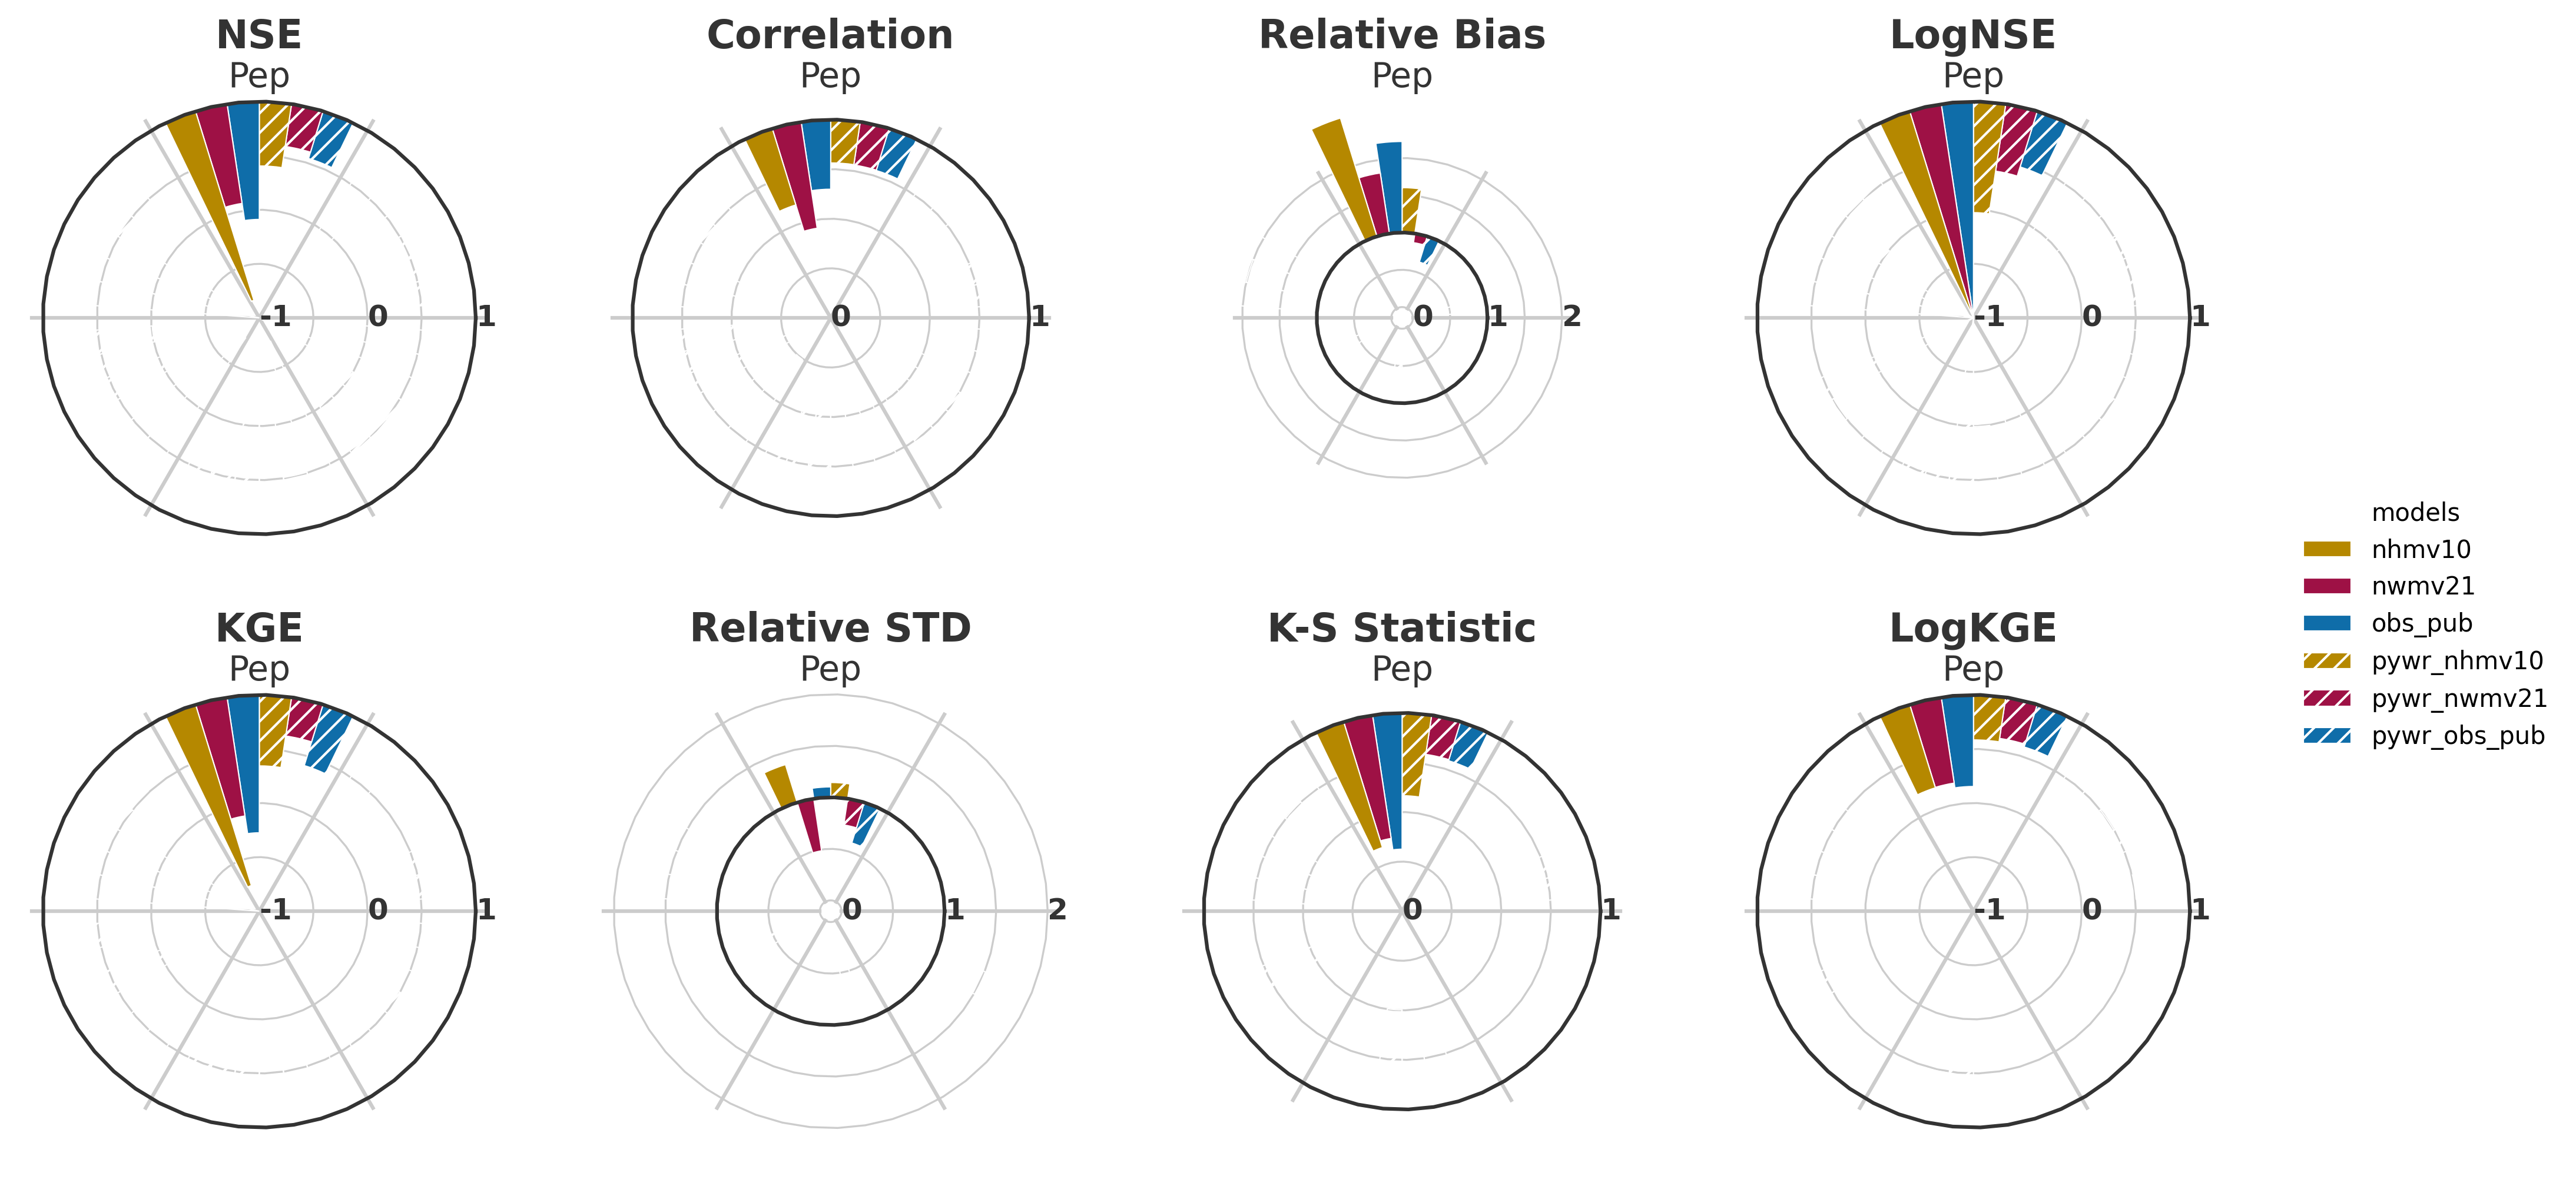 NSE
Pep
-1 0 1
Correlation
Pep
0 1
Relative Bias
Pep
0 1 2
LogNSE
Pep
-1 0 1
KGE
Pep
-1 0 1
Relative STD
Pep
0 1 2
K-S Statistic
Pep
0 1
LogKGE
Pep
-1 0 1
models
nhmv10
nwmv21
obs_pub
pywr_nhmv10
pywr_nwmv21
pywr_obs_pub